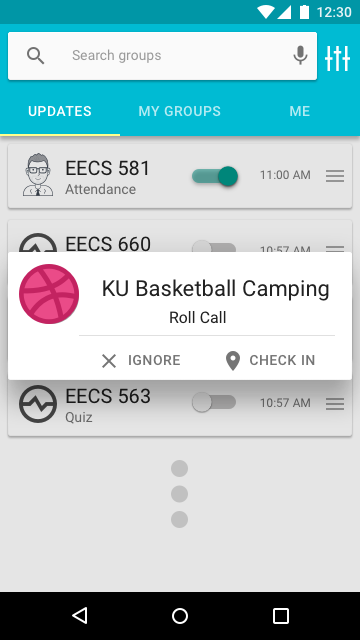 12:30
Search groups
UPDATES
MY GROUPS
ME
EECS 581
Attendance
11:00 AM
EECS 660
10:57 AM
KU Basketball Camping
Roll Call
IGNORE
CHECK IN
EECS 563
Quiz
10:57 AM